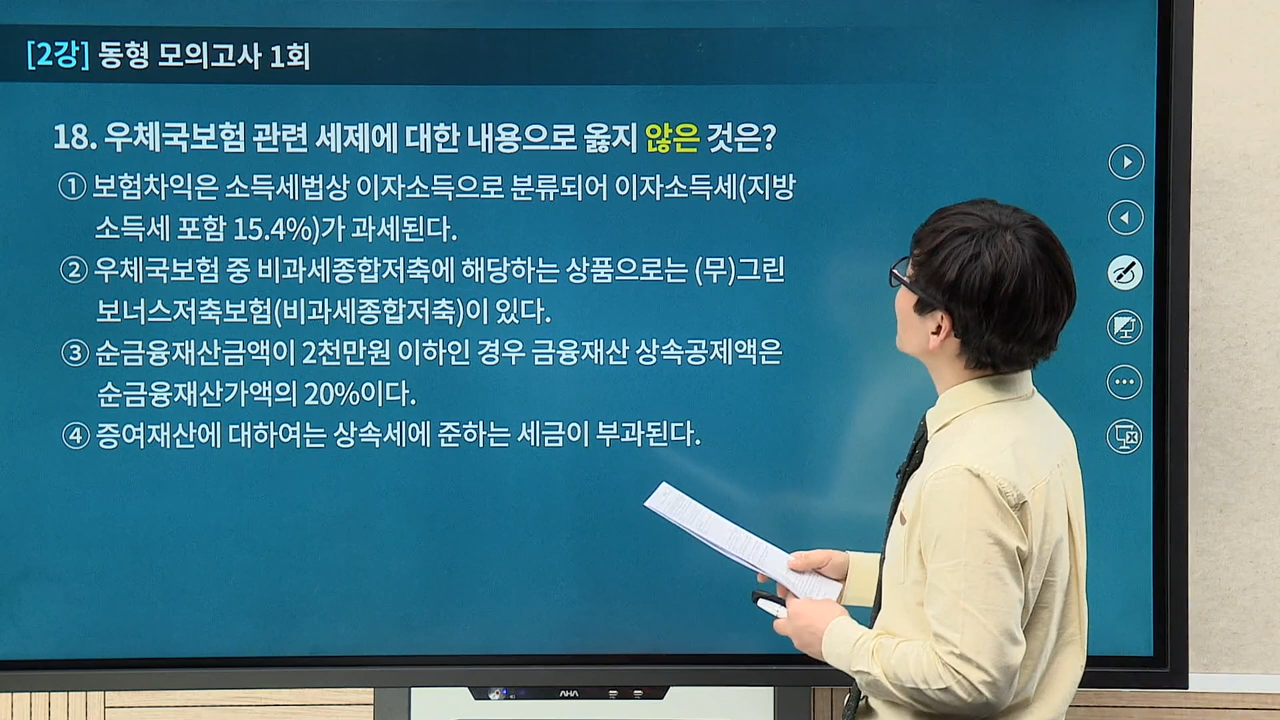 [2강] 동형 모의고사 1회
18. 우체국보험 관련 세제에 대한 내용으로 옳지 않은 것은?
① 보험차익은 소득세법상 이자소득으로 분류되어 이자소득세(지방
소득세 포함 15.4%)가 과세된다.
② 우체국보험 중 비과세종합저축에 해당하는 상품으로는 (무)그린
보너스저축보험(비과세종합저축)이 있다.
③ 순금융재산금액이 2천만원 이하인 경우 금융재산 상속공제액은
순금융재산가액의 20%이다.
④ 증여재산에 대하여는 상속세에 준하는 세금이 부과된다.
AHA